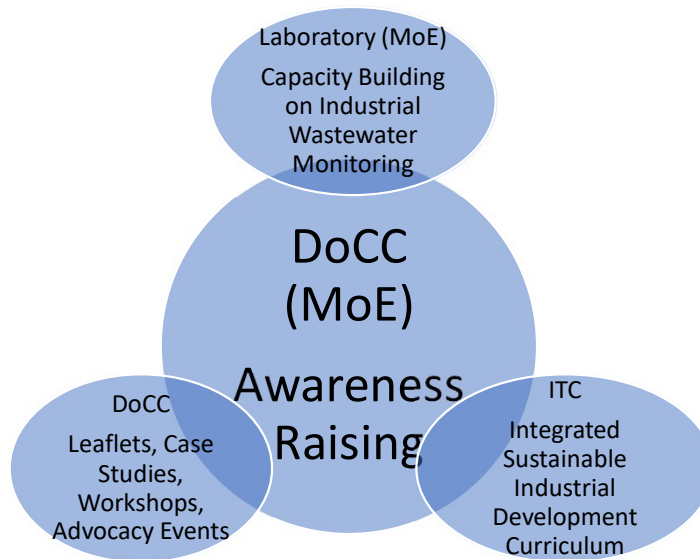 Laboratory (MoE)
Capacity Building
on Industrial
Wastewater
Monitoring
DoCC
(MoE)
Awareness
Raising
DoCC
Leaflets, Case
Studies,
Workshops,
Advocacy Events
ITC
Integrated
Sustainable
Industrial
Development
Curriculum